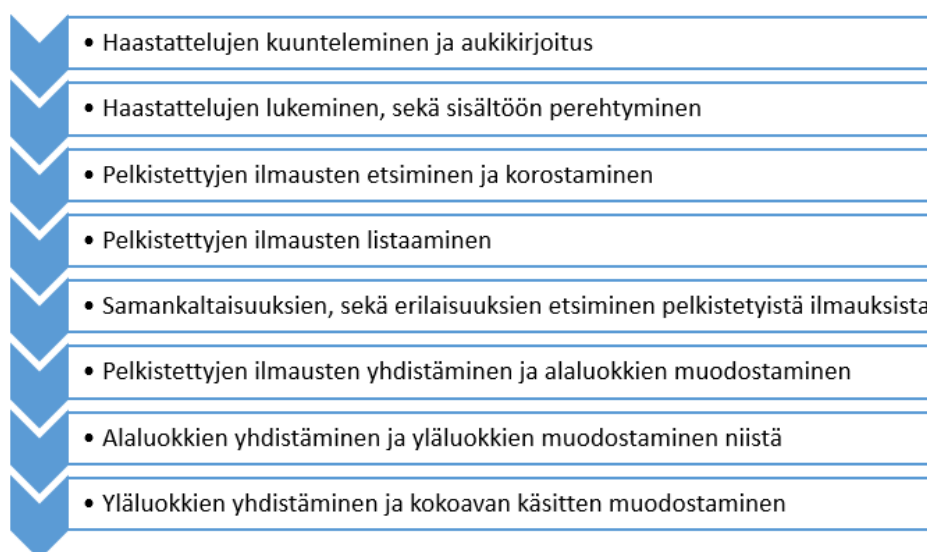 • Haastattelujen kuunteleminen ja aukikirjoitus
• Haastattelujen lukeminen, sekä sisältöön perehtyminen
• Pelkistettyjen ilmausten etsiminen ja korostaminen
• Pelkistettyjen ilmausten listaaminen
• Samankaltaisuuksien, sekä erilaisuuksien etsiminen pelkistetyistä ilmauksista
• Pelkistettyjen ilmausten yhdistäminen ja alaluokkien muodostaminen
• Alaluokkien yhdistäminen ja yläluokkien muodostaminen niistä
• Yläluokkien yhdistäminen ja kokoavan käsitten muodostaminen